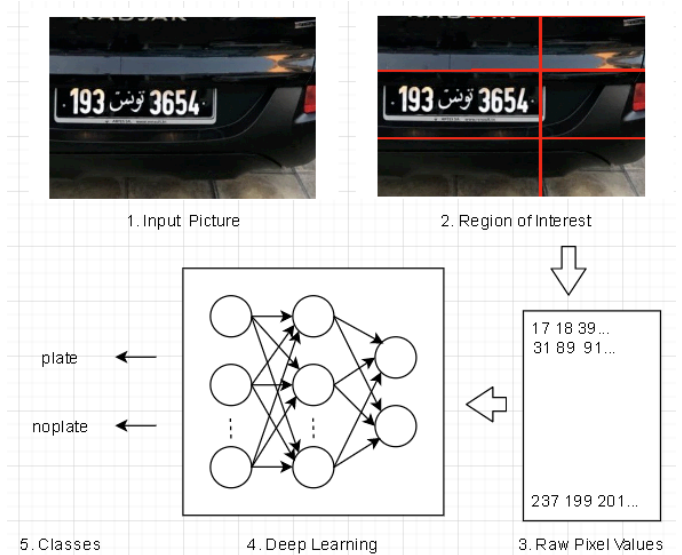 193 تونس 3654
193 تونس 3654
1. Input Picture
2. Region of Interest
17 18 39...
31 89 91...
plate
noplate
237 199 201...
5. Classes
4. Deep Learning
3. Raw Pixel Values